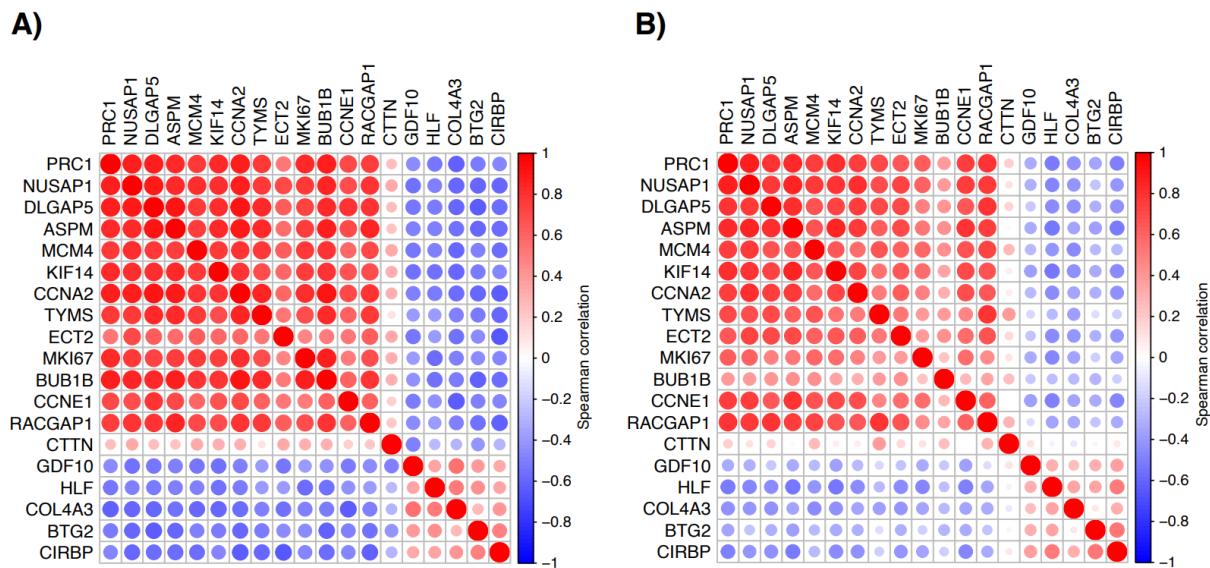 A)
PRC1
NUSAP1
DLGAP5
ASPM
MCM4
KIF14
CCNA2
TYMS
ECT2
MKI67
BUB1B
CCNE1
RACGAP1
CTTN
GDF10
HLF
COL4A3
BTG2
CIRBP
PRC1
NUSAP1
DLGAP5
ASPM
MCM4
KIF14
CCNA2
TYMS
ECT2
MKI67
BUB1B
CCNE1
RACGAP1
CTTN
GDF10
HLF
COL4A3
BTG2
CIRBP
1
0.8
0.6
0.4
0.2
0
−0.2
−0.4
−0.6
−0.8
−1
Spearman correlation
B)
PRC1
NUSAP1
DLGAP5
ASPM
MCM4
KIF14
CCNA2
TYMS
ECT2
MKI67
BUB1B
CCNE1
RACGAP1
CTTN
GDF10
HLF
COL4A3
BTG2
CIRBP
PRC1
NUSAP1
DLGAP5
ASPM
MCM4
KIF14
CCNA2
TYMS
ECT2
MKI67
BUB1B
CCNE1
RACGAP1
CTTN
GDF10
HLF
COL4A3
BTG2
CIRBP
1
0.8
0.6
0.4
0.2
0
−0.2
−0.4
−0.6
−0.8
−1
Spearman correlation